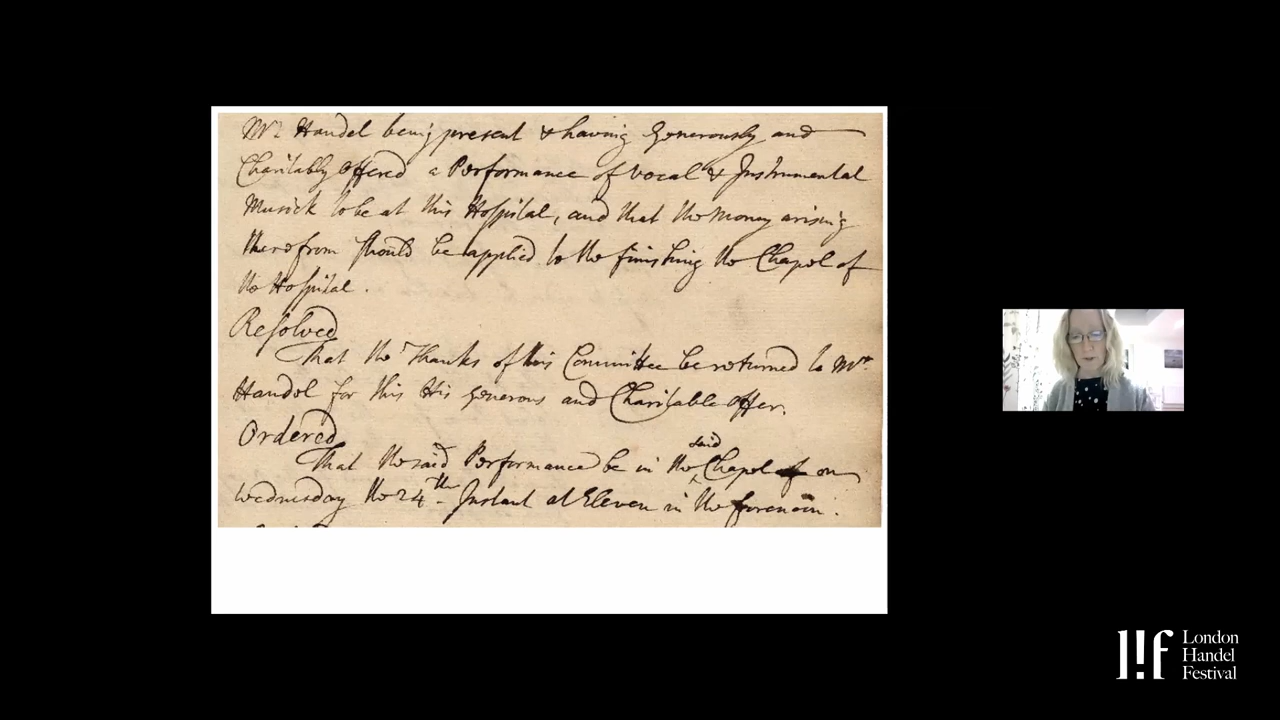 Mr. Handel being present & having Generously and
Charitably offered a Performance of vocal & Instrumental
Musick to be at this Hospital, and that the Money arising
therefrom should be applied to the finishing the Chapel of
the Hospital.
Resolved
That the Thanks of this Committee be returned to Mr.
Handel for this His generous and Charitable offer.
Ordered
That the said Performance be in the said Chapel of on
Wednesday the 24th Instant at Eleven in the forenoon.
London
Handel
Festival